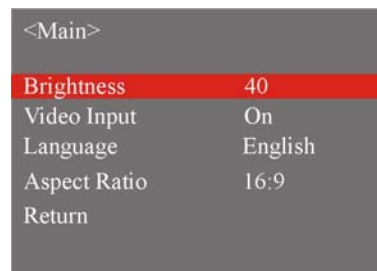 <Main>
Brightness 40
Video Input On
Language English
Aspect Ratio 16:9
Return